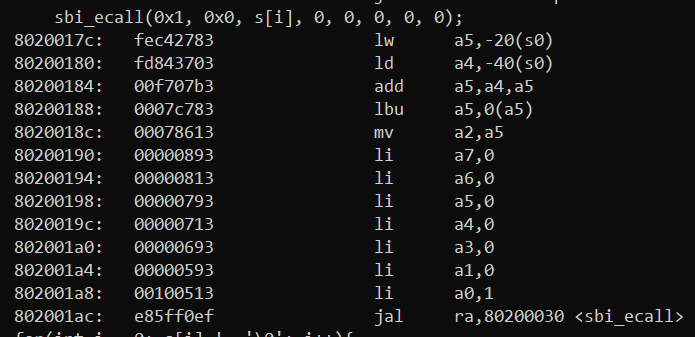 sbi_ecall(0x1, 0x0, s[i], 0, 0, 0, 0, 0);
8020017c: fec42783 lw a5,-20(s0)
80200180: fd843703 ld a4,-40(s0)
80200184: 00f707b3 add a5,a4,a5
80200188: 0007c783 lbu a5,0(a5)
8020018c: 00078613 mv a2,a5
80200190: 00000893 li a7,0
80200194: 00000813 li a6,0
80200198: 00000793 li a5,0
8020019c: 00000713 li a4,0
802001a0: 00000693 li a3,0
802001a4: 00000593 li a1,0
802001a8: 00100513 li a0,1
802001ac: e85ff0ef jal ra,80200030 <sbi_ecall>
for(int i = 0; s[i] != '\0'; i++){